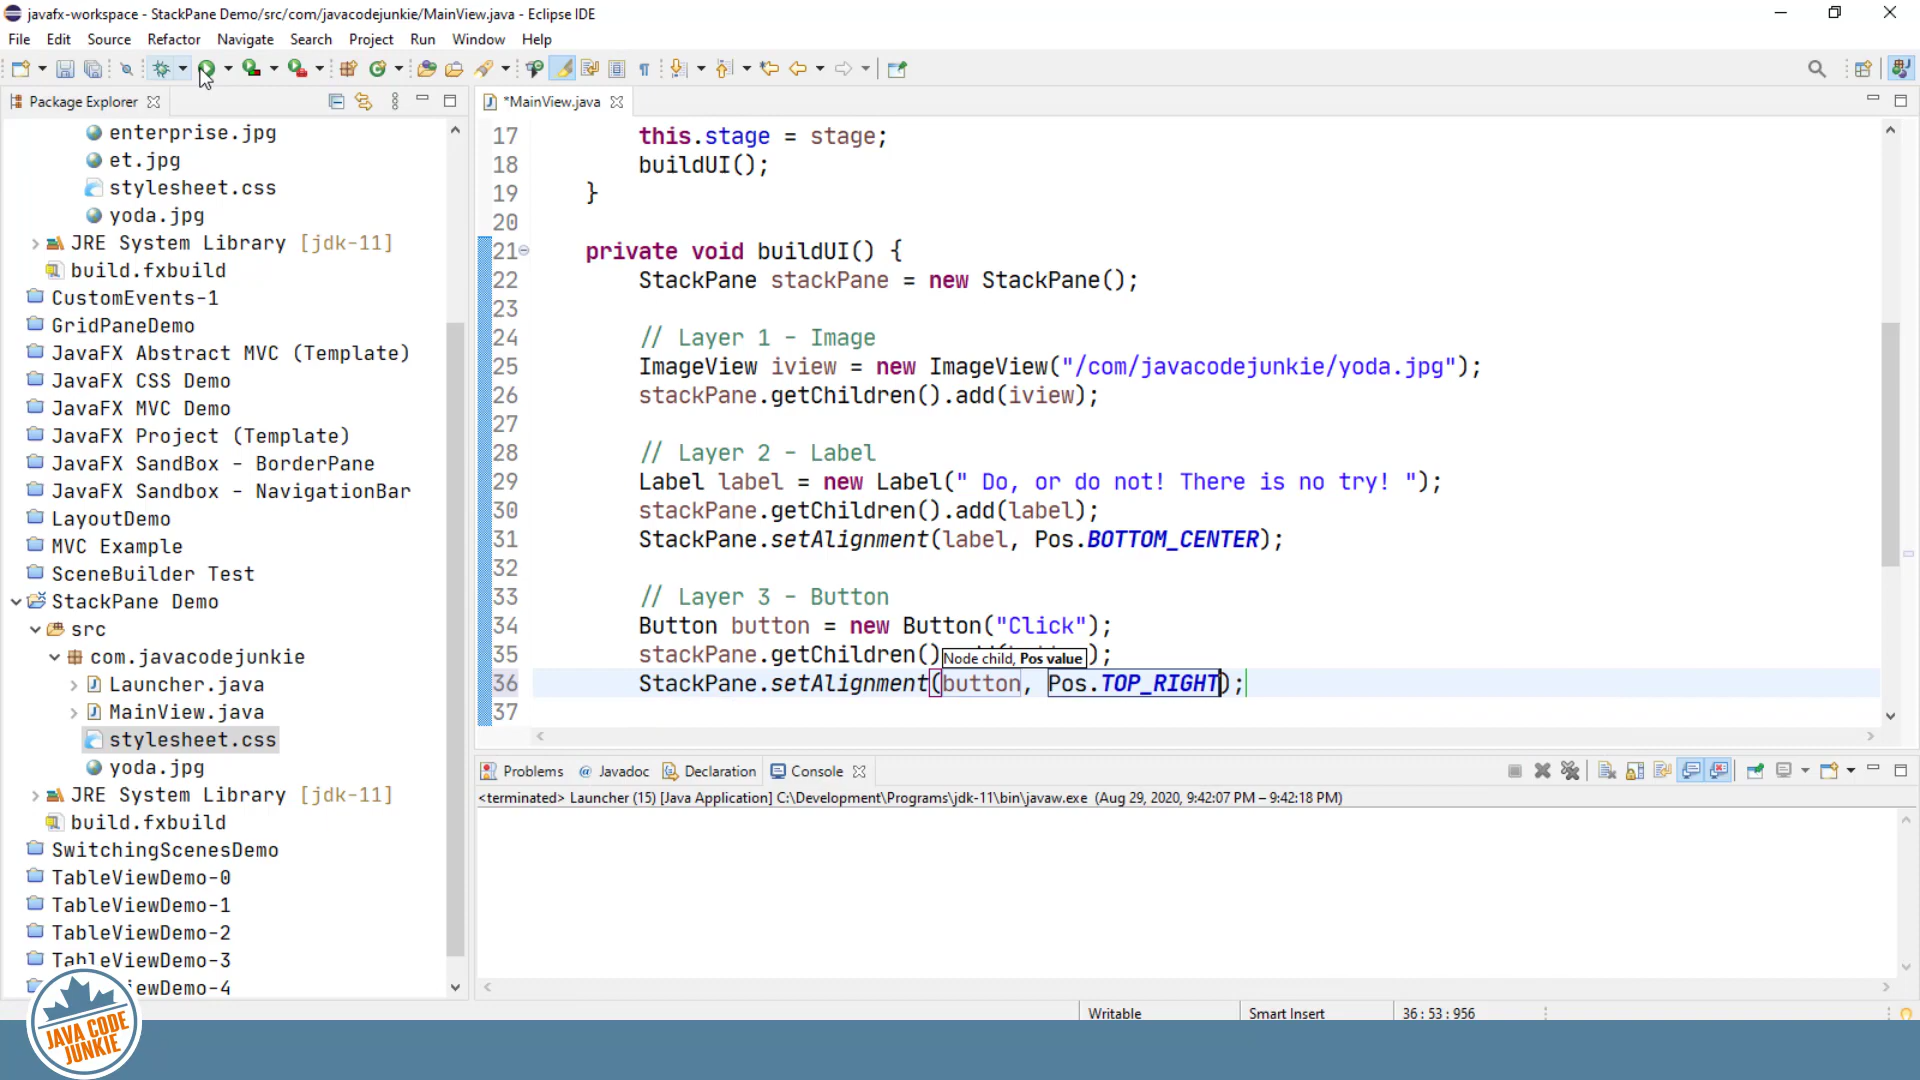 javafx-workspace - StackPane Demo/src/com/javacodejunkie/MainView.java - Eclipse IDE
File Edit Source Refactor Navigate Search Project Run Window Help
Package Explorer
enterprise.jpg
et.jpg
stylesheet.css
yoda.jpg
JRE System Library [jdk-11]
build.fxbuild
CustomEvents-1
GridPaneDemo
JavaFX Abstract MVC (Template)
JavaFX CSS Demo
JavaFX MVC Demo
JavaFX Project (Template)
JavaFX SandBox - BorderPane
JavaFX Sandbox - NavigationBar
LayoutDemo
MVC Example
SceneBuilder Test
StackPane Demo
src
com.javacodejunkie
Launcher.java
MainView.java
stylesheet.css
yoda.jpg
JRE System Library [jdk-11]
build.fxbuild
SwitchingScenesDemo
TableViewDemo-0
TableViewDemo-1
TableViewDemo-2
TableViewDemo-3
*MainView.java
17 this.stage = stage;
18 buildUI();
19 }
20
21 private void buildUI() {
22 StackPane stackPane = new StackPane();
23
24 // Layer 1 - Image
25 ImageView iview = new ImageView("/com/javacodejunkie/yoda.jpg");
26 stackPane.getChildren().add(iview);
27
28 // Layer 2 - Label
29 Label label = new Label(" Do, or do not! There is no try! ");
30 stackPane.getChildren().add(label);
31 StackPane.setAlignment(label, Pos.BOTTOM_CENTER);
32
33 // Layer 3 - Button
34 Button button = new Button("Click");
35 stackPane.getChildren() );
Node child, Pos value
36 StackPane.setAlignment(button, Pos.TOP_RIGHT);
37
Problems @ Javadoc Declaration Console
<terminated> Launcher (15) [Java Application] C:\Development\Programs\jdk-11\bin\javaw.exe (Aug 29, 2020, 9:42:07 PM – 9:42:18 PM)
Writable Smart Insert 36 : 53 : 956
JAVA CODE
JUNKIE